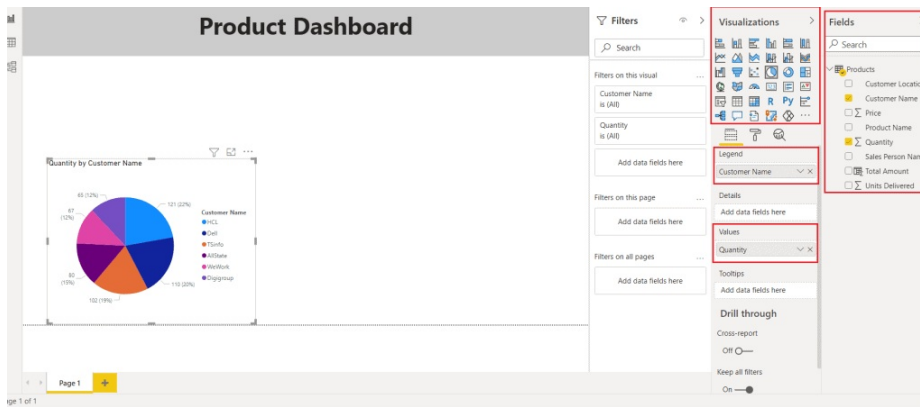 Product Dashboard
Quantity by Customer Name
65 (12%)
67
(12%)
121 (22%)
Customer Name
HCL
Dell
TSinfo
AllState
WeWork
Digigroup
110 (20%)
102 (19%)
(15%)
Page 1
+
age 1 of 1
Filters
Search
Filters on this visual
Customer Name
is (All)
Quantity
is (All)
Add data fields here
Filters on this page
Add data fields here
Filters on all pages
Add data fields here
Visualizations
R Py
Legend
Customer Name
Details
Add data fields here
Values
Quantity
Tooltips
Add data fields here
Drill through
Cross-report
Off
Keep all filters
On
Fields
Search
Products
Customer Locatio
Customer Name
Σ Price
Product Name
Σ Quantity
Sales Person Nam
Total Amount
Σ Units Delivered